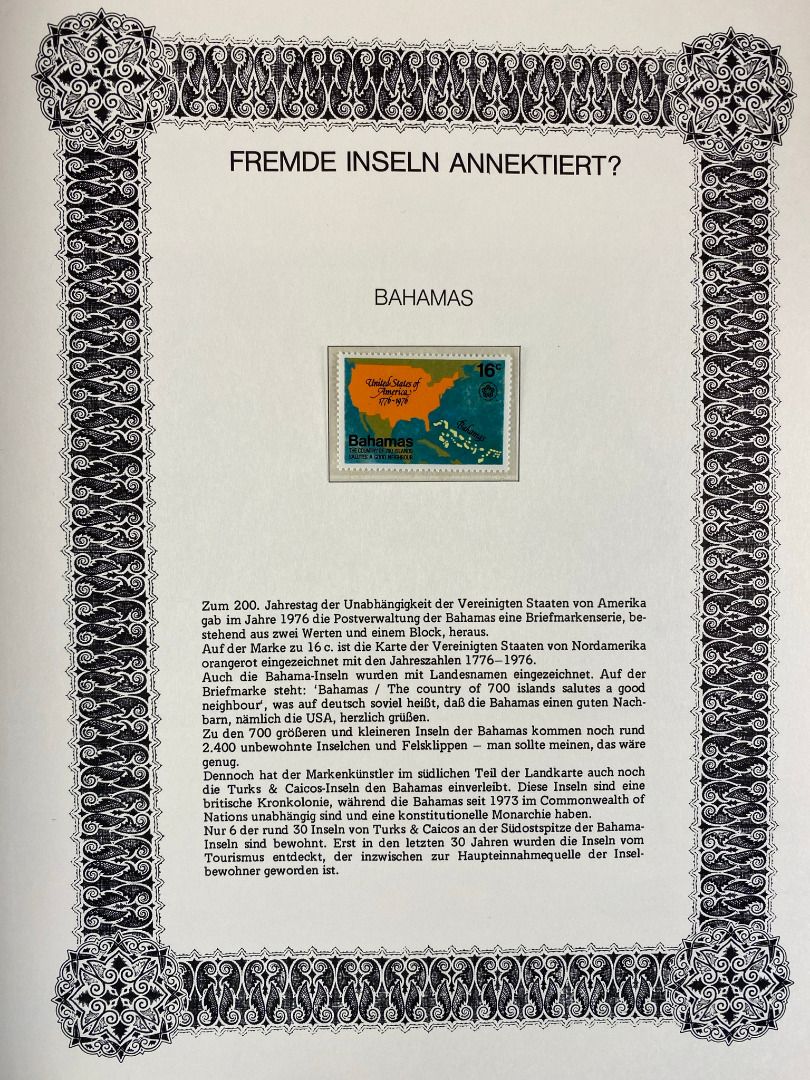 FREMDE INSELN ANNEKTIERT?
BAHAMAS
16c
United States of
America
1776-1976
Bahamas
Bahamas
THE COUNTRY OF 700 ISLANDS
SALUTES A GOOD NEIGHBOUR
Zum 200. Jahrestag der Unabhängigkeit der Vereinigten Staaten von Amerika
gab im Jahre 1976 die Postverwaltung der Bahamas eine Briefmarkenserie, be-
stehend aus zwei Werten und einem Block, heraus.
Auf der Marke zu 16 c. ist die Karte der Vereinigten Staaten von Nordamerika
orangerot eingezeichnet mit den Jahreszahlen 1776–1976.
Auch die Bahama-Inseln wurden mit Landesnamen eingezeichnet. Auf der
Briefmarke steht: ‘Bahamas / The country of 700 islands salutes a good
neighbour’, was auf deutsch soviel heißt, daß die Bahamas einen guten Nach-
barn, nämlich die USA, herzlich grüßen.
Zu den 700 größeren und kleineren Inseln der Bahamas kommen noch rund
2.400 unbewohnte Inselchen und Felsklippen – man sollte meinen, das wäre
genug.
Dennoch hat der Markenkünstler im südlichen Teil der Landkarte auch noch
die Turks & Caicos-Inseln den Bahamas einverleibt. Diese Inseln sind eine
britische Kronkolonie, während die Bahamas seit 1973 im Commonwealth of
Nations unabhängig sind und eine konstitutionelle Monarchie haben.
Nur 6 der rund 30 Inseln von Turks & Caicos an der Südostspitze der Bahama-
Inseln sind bewohnt. Erst in den letzten 30 Jahren wurden die Inseln vom
Tourismus entdeckt, der inzwischen zur Haupteinnahmequelle der Insel-
bewohner geworden ist.